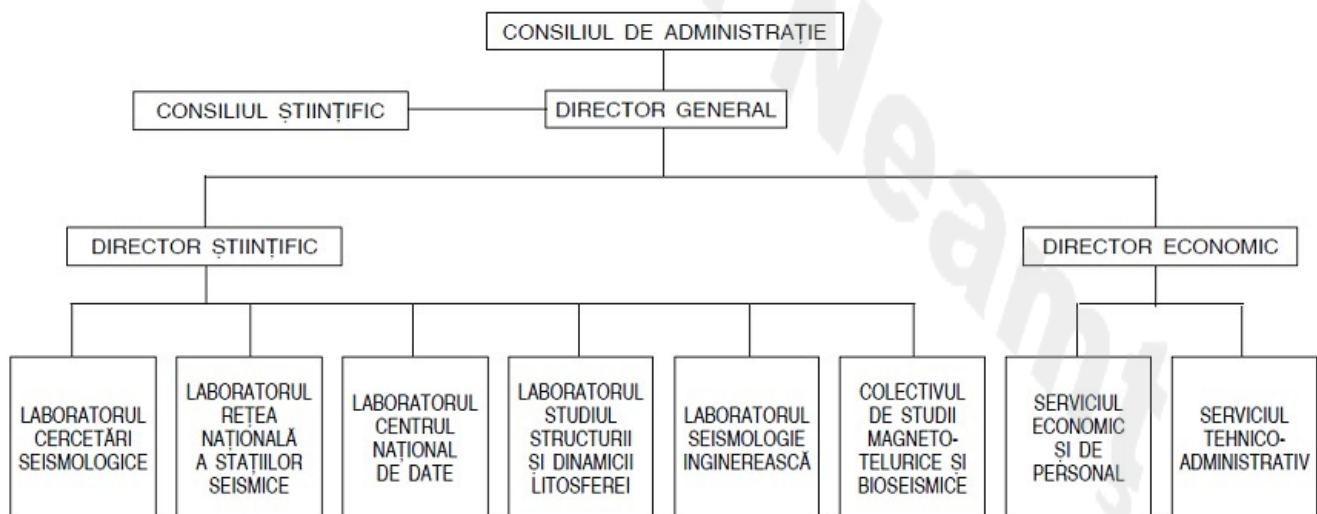 CONSILIUL DE ADMINISTRAȚIE
CONSILIUL ȘTIINȚIFIC
DIRECTOR GENERAL
DIRECTOR ȘTIINȚIFIC
DIRECTOR ECONOMIC
LABORATORUL
CERCETĂRI
SEISMOLOGICE
LABORATORUL
REȚEA
NAȚIONALĂ
A STAȚIILOR
SEISMICE
LABORATORUL
CENTRUL
NAȚIONAL
DE DATE
LABORATORUL
STUDIUL
STRUCTURII
ȘI DINAMICII
LITOSFEREI
LABORATORUL
SEISMOLOGIE
INGINEREASCĂ
COLECTIVUL
DE STUDII
MAGNETO-
TELURICE ȘI
BIOSEISMICE
SERVICIUL
ECONOMIC
ȘI DE
PERSONAL
SERVICIUL
TEHNICO-
ADMINISTRATIV
Neamț